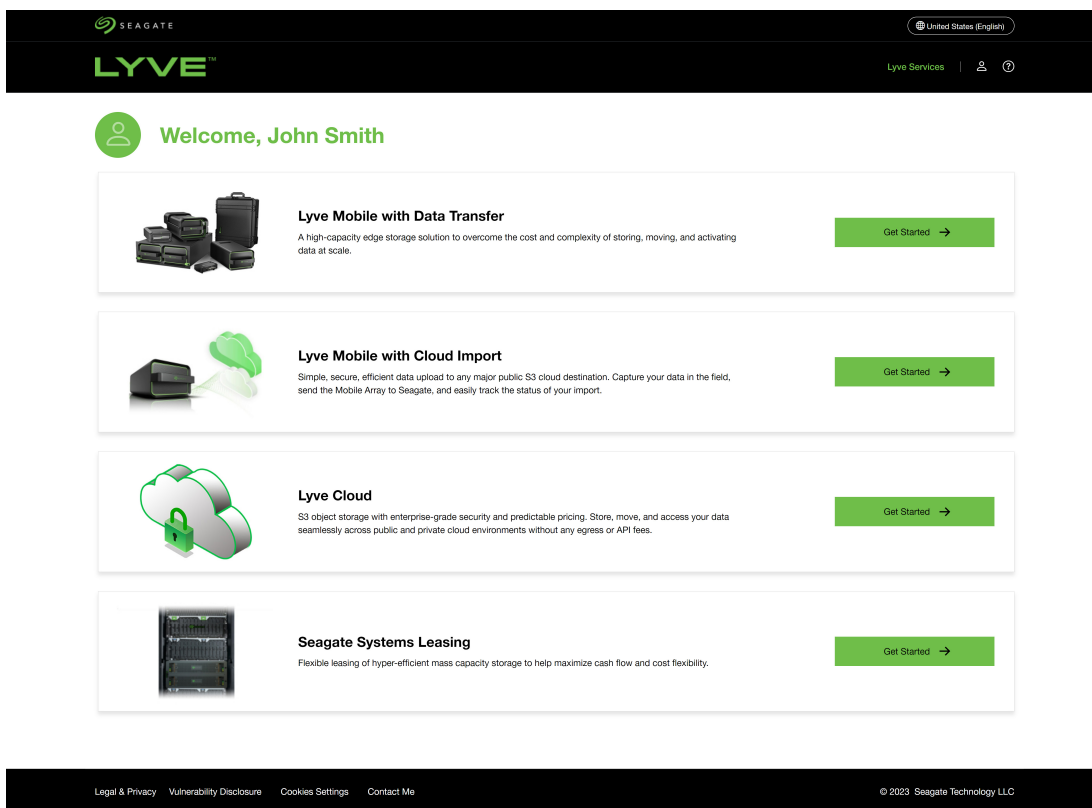 SEAGATE
United States (English)
LYVE™
Lyve Services
Welcome, John Smith
Lyve Mobile with Data Transfer
A high-capacity edge storage solution to overcome the cost and complexity of storing, moving, and activating
data at scale.
Get Started
Lyve Mobile with Cloud Import
Simple, secure, efficient data upload to any major public S3 cloud destination. Capture your data in the field,
send the Mobile Array to Seagate, and easily track the status of your import.
Get Started
Lyve Cloud
S3 object storage with enterprise-grade security and predictable pricing. Store, move, and access your data
seamlessly across public and private cloud environments without any egress or API fees.
Get Started
Seagate Systems Leasing
Flexible leasing of hyper-efficient mass capacity storage to help maximize cash flow and cost flexibility.
Get Started
Legal & Privacy Vulnerability Disclosure Cookies Settings Contact Me © 2023 Seagate Technology LLC